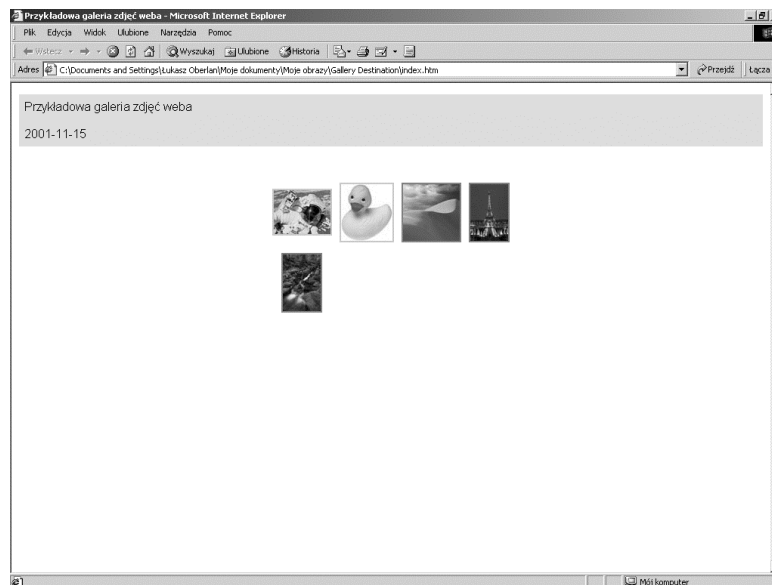 Przykładowa galeria zdjęć weba - Microsoft Internet Explorer
Plik Edycja Widok Ulubione Narzędzia Pomoc
Wstecz Wyszukaj Ulubione Historia
Adres C:\Documents and Settings\Łukasz Oberlan\Moje dokumenty\Moje obrazy\Gallery Destination\index.htm Przejdź Łącza
Przykładowa galeria zdjęć weba
2001-11-15
Mój komputer